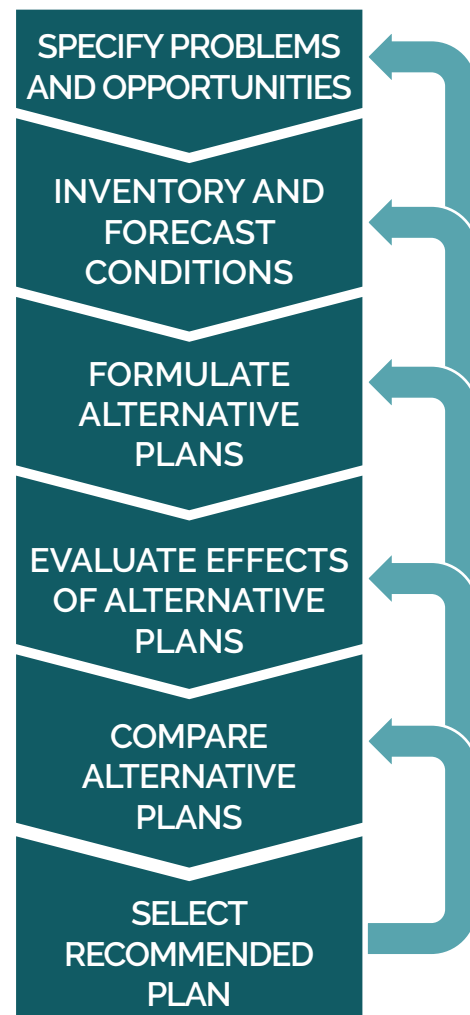 SPECIFY PROBLEMS
AND OPPORTUNITIES
INVENTORY AND
FORECAST
CONDITIONS
FORMULATE
ALTERNATIVE
PLANS
EVALUATE EFFECTS
OF ALTERNATIVE
PLANS
COMPARE
ALTERNATIVE
PLANS
SELECT
RECOMMENDED
PLAN